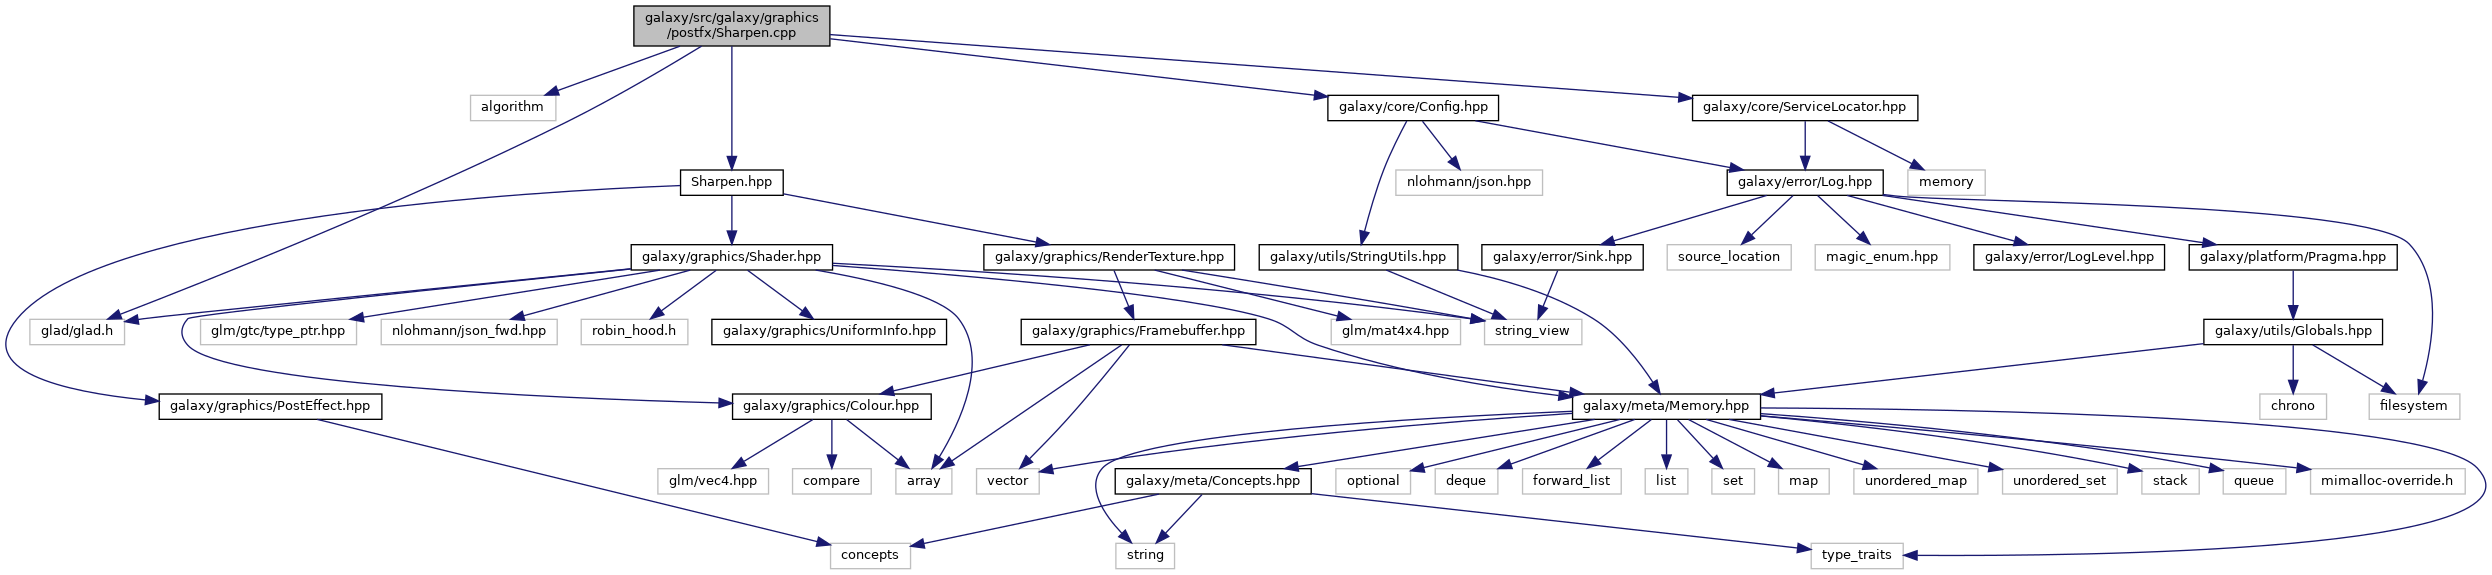 galaxy/src/galaxy/graphics
/postfx/Sharpen.cpp
algorithm
galaxy/core/Config.hpp
galaxy/core/ServiceLocator.hpp
Sharpen.hpp
nlohmann/json.hpp
galaxy/error/Log.hpp
memory
galaxy/graphics/Shader.hpp
galaxy/graphics/RenderTexture.hpp
galaxy/utils/StringUtils.hpp
galaxy/error/Sink.hpp
source_location
magic_enum.hpp
galaxy/error/LogLevel.hpp
galaxy/platform/Pragma.hpp
glad/glad.h
glm/gtc/type_ptr.hpp
nlohmann/json_fwd.hpp
robin_hood.h
galaxy/graphics/UniformInfo.hpp
galaxy/graphics/Framebuffer.hpp
glm/mat4x4.hpp
string_view
galaxy/utils/Globals.hpp
galaxy/graphics/PostEffect.hpp
galaxy/graphics/Colour.hpp
galaxy/meta/Memory.hpp
chrono
filesystem
glm/vec4.hpp
compare
array
vector
galaxy/meta/Concepts.hpp
optional
deque
forward_list
list
set
map
unordered_map
unordered_set
stack
queue
mimalloc-override.h
concepts
string
type_traits